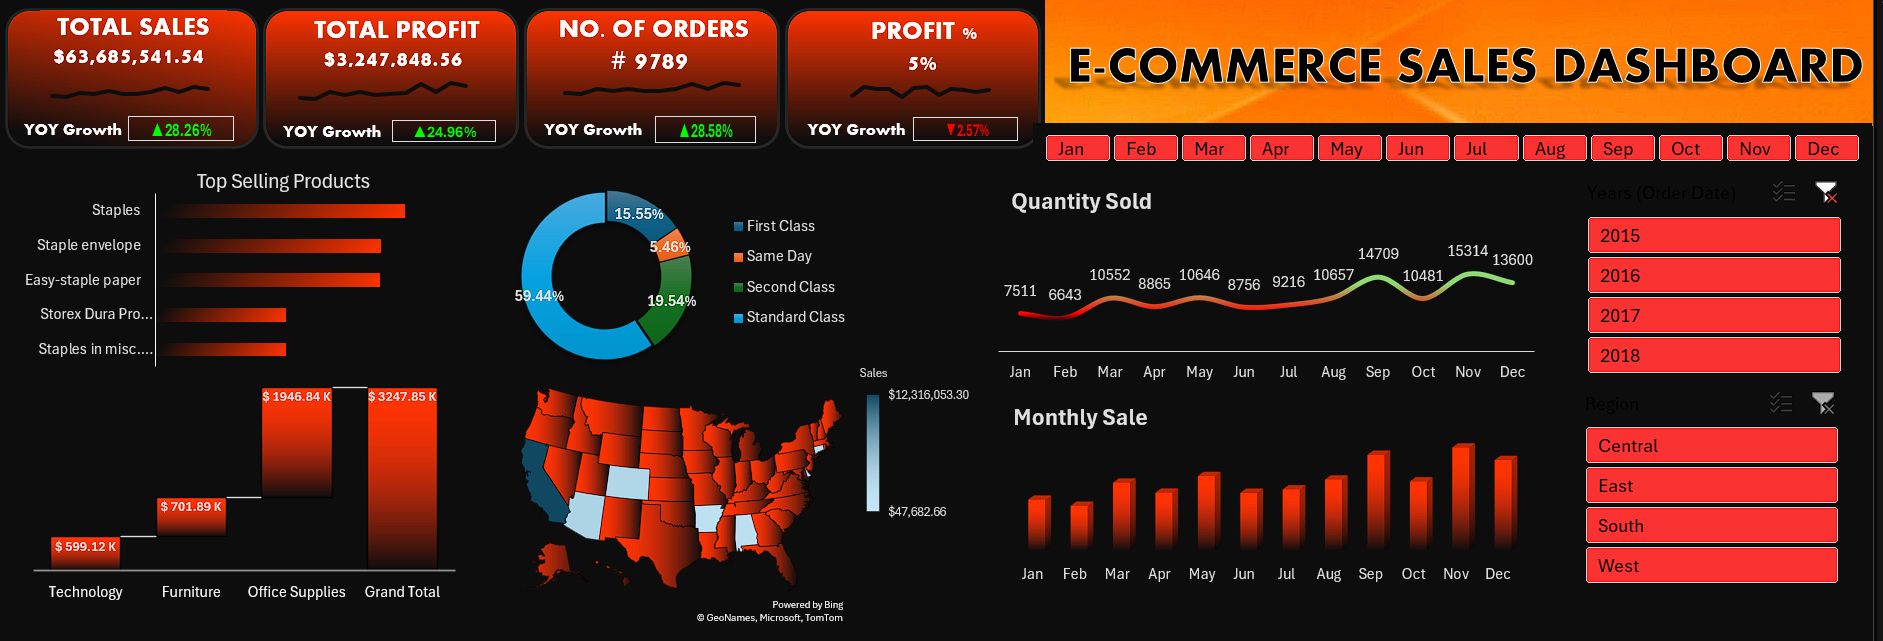 TOTAL SALES
$63,685,541.54
YOY Growth ▲28.26%
TOTAL PROFIT
$3,247,848.56
YOY Growth ▲24.96%
NO. OF ORDERS
# 9789
YOY Growth ▲28.58%
PROFIT %
5%
YOY Growth ▼2.57%
E-COMMERCE SALES DASHBOARD
Jan Feb Mar Apr May Jun Jul Aug Sep Oct Nov Dec
Top Selling Products
Staples
Staple envelope
Easy-staple paper
Storex Dura Pro...
Staples in misc....
15.55%
5.46%
59.44%
19.54%
First Class
Same Day
Second Class
Standard Class
Quantity Sold
7511 6643 10552 8865 10646 8756 9216 10657 14709 10481 15314 13600
Jan Feb Mar Apr May Jun Jul Aug Sep Oct Nov Dec
Years (Order Date)
2015
2016
2017
2018
$ 599.12 K
$ 701.89 K
$ 1946.84 K
$ 3247.85 K
Technology Furniture Office Supplies Grand Total
Sales
$12,316,053.30
$47,682.66
Powered by Bing
© GeoNames, Microsoft, TomTom
Monthly Sale
Jan Feb Mar Apr May Jun Jul Aug Sep Oct Nov Dec
Region
Central
East
South
West